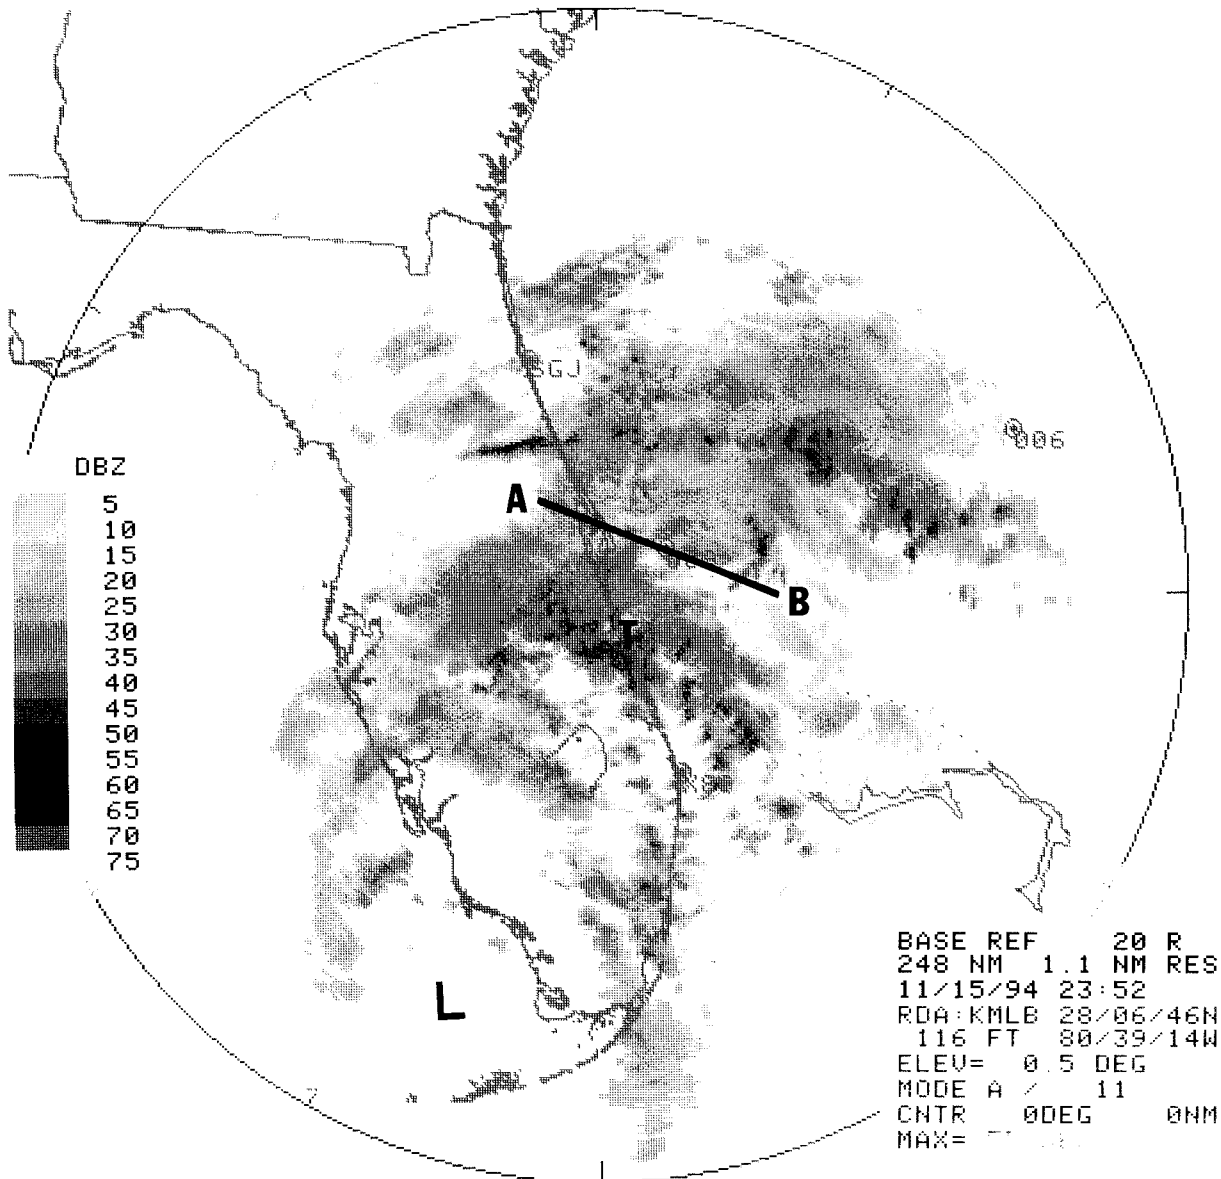 SGJ
006
DBZ
5
10
15
20
25
30
35
40
45
50
55
60
65
70
75
A
B
T
L
BASE REF 20 R
248 NM 1.1 NM RES
11/15/94 23:52
RDA:KMLB 28/06/46N
116 FT 80/39/14W
ELEV= 0.5 DEG
MODE A / 11
CNTR 0DEG 0NM
MAX=